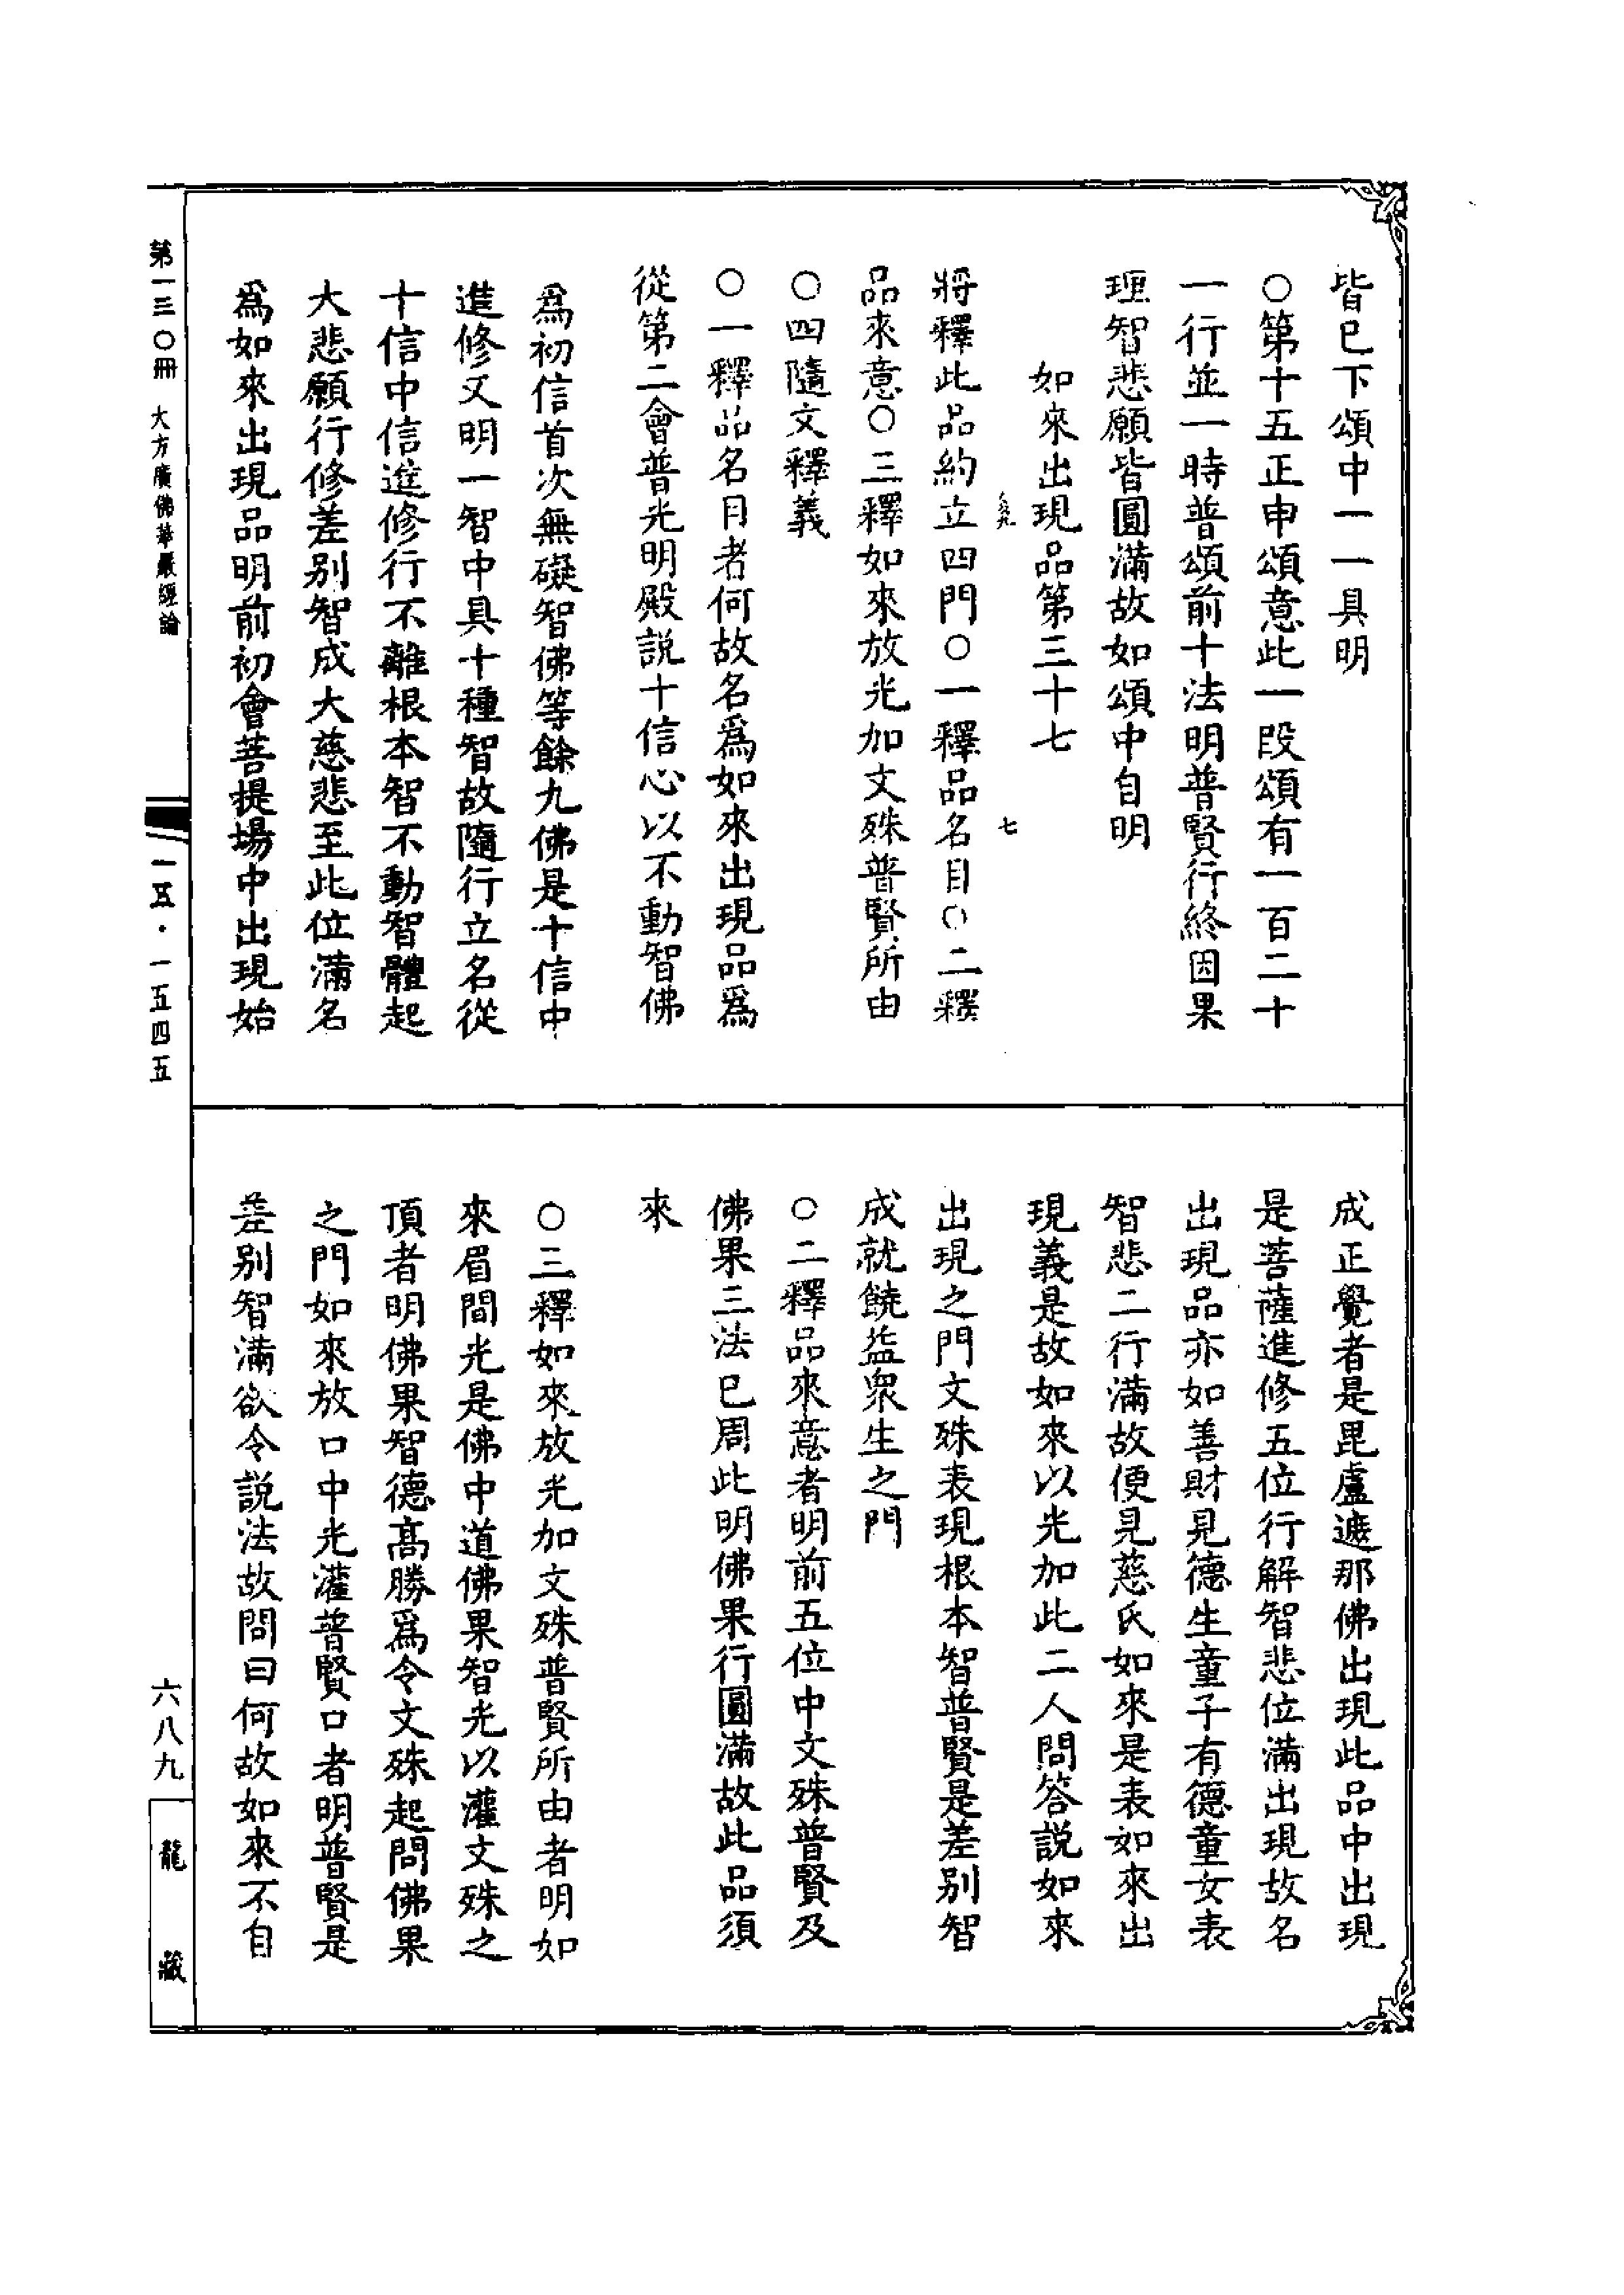 皆已下頌中一一具明
○第十五正申頌意此一段頌有一百二十
一行並一時普頌前十法明普賢行終因果
理智悲願皆圓滿故如頌中自明
如來出現品第三十七
七
將釋此品約立四門○一釋品名目○二釋
品來意○三釋如來放光加文殊普賢所由
○四隨文釋義
○一釋品名目者何故名爲如來出現品爲
從第二會普光明殿説十信心以不動智佛
爲初信首次無礙智佛等餘九佛是十信中
進修又明一智中具十種智故隨行立名從
十信中信進修行不離根本智不動智體起
大悲願行修差别智成大慈悲至此位滿名
爲如來出現品明前初會菩提場中出現始
成正覺者是毘盧遮那佛出現此品中出現
是菩薩進修五位行解智悲位滿出現故名
出現品亦如善財見德生童子有德童女表
智悲二行滿故便見慈氏如來是表如來出
現義是故如來以光加此二人問答説如來
出現之門文殊表現根本智普賢是差别智
成就饒益衆生之門
○二釋品來意者明前五位中文殊普賢及
佛果三法已周此明佛果行圓滿故此品須
來
○三釋如來放光加文殊普賢所由者明如
來眉間光是佛中道佛果智光以灌文殊之
頂者明佛果智德高勝爲令文殊起問佛果
之門如來放口中光灌普賢口者明普賢是
差别智滿欲令説法故問曰何故如來不自
第一三〇冊 大方廣佛華嚴經論
一五·一五四五
六八九
龍藏